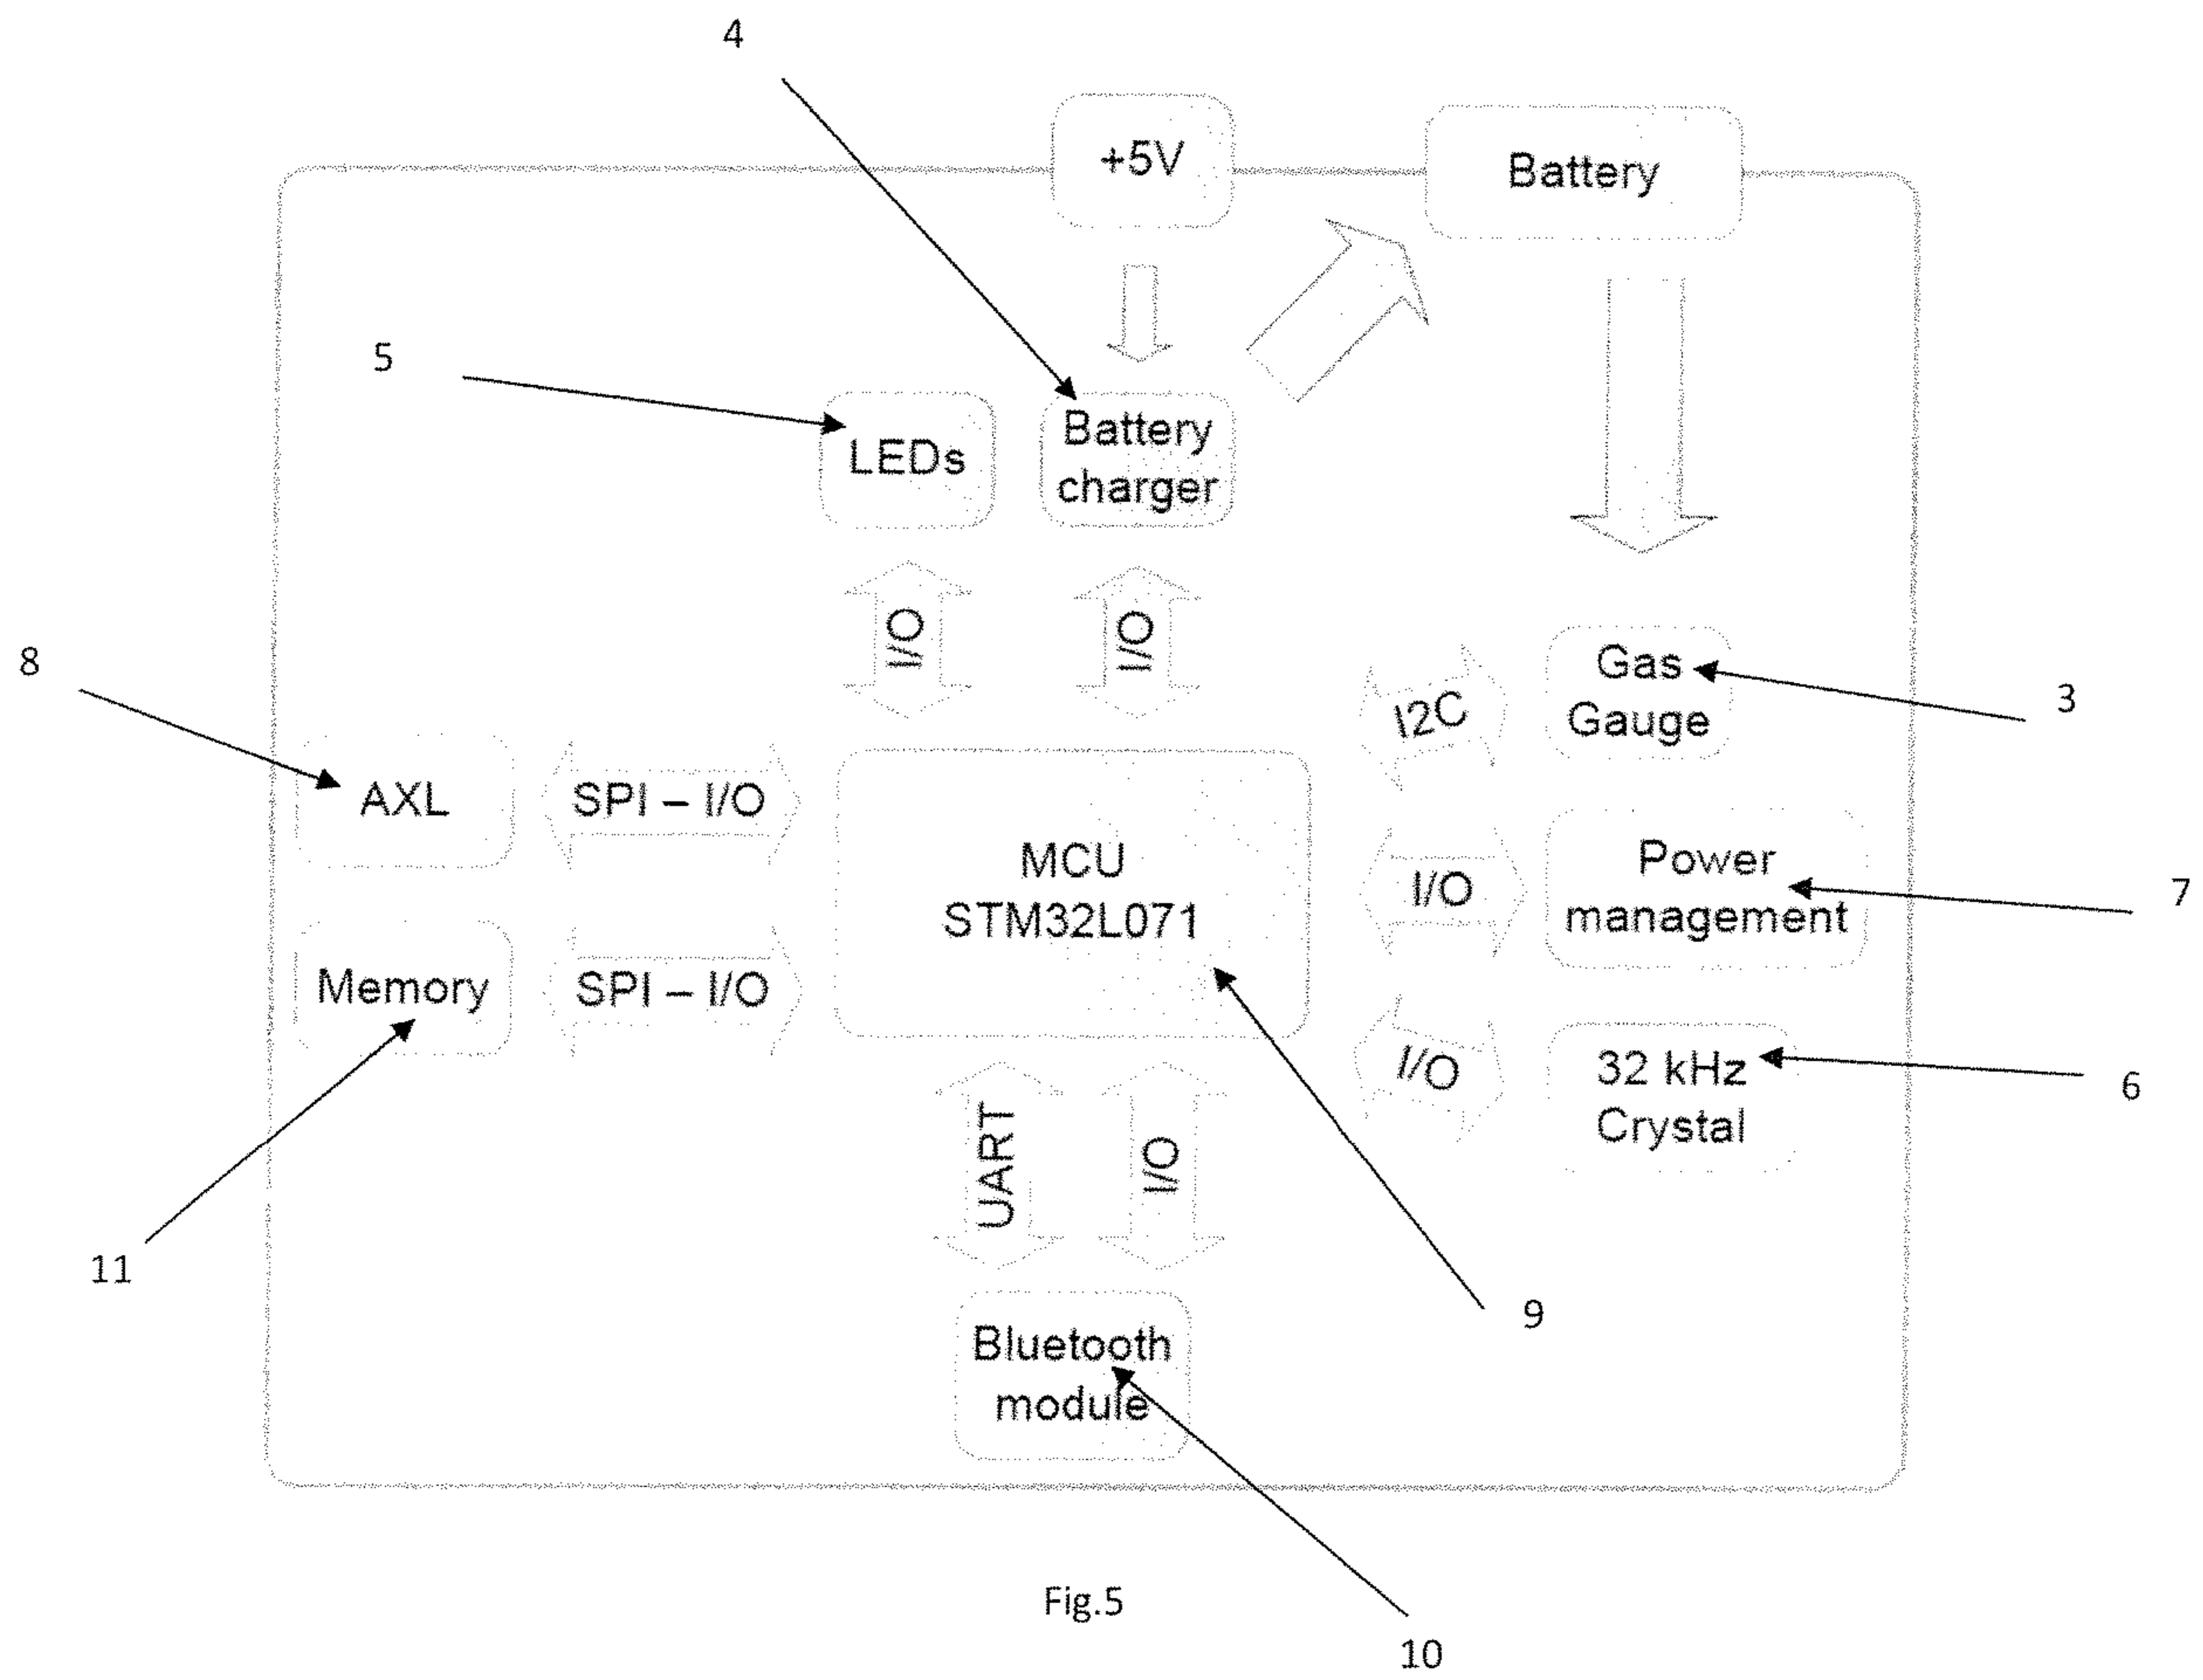 4
+5V
Battery
5
LEDs
Battery
charger
I/O
I/O
8
I2C
Gas
Gauge
3
AXL
SPI – I/O
MCU
STM32L071
I/O
Power
management
7
Memory
SPI – I/O
I/O
32 kHz
Crystal
6
11
UART
I/O
9
Bluetooth
module
Fig.5
10